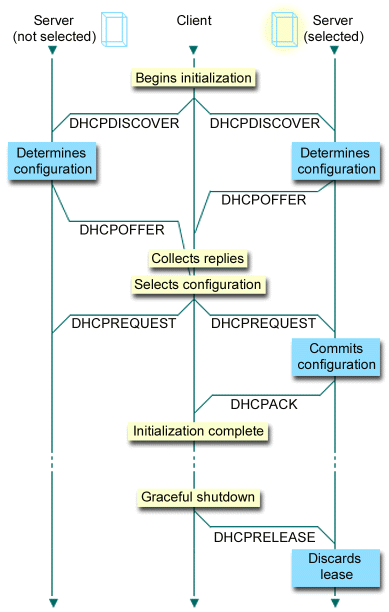 Server
(not selected)
Client
Server
(selected)
Begins initialization
DHCPDISCOVER
DHCPDISCOVER
Determines
configuration
Determines
configuration
DHCPOFFER
DHCPOFFER
Collects replies
Selects configuration
DHCPREQUEST
DHCPREQUEST
Commits
configuration
DHCPACK
Initialization complete
Graceful shutdown
DHCPRELEASE
Discards
lease